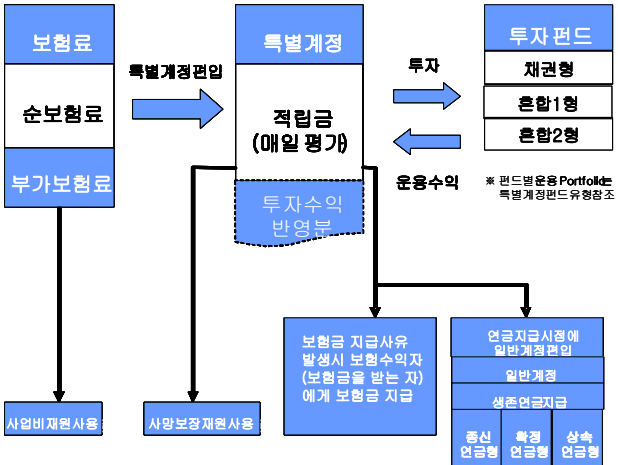 보험료
순보험료
부가보험료
특별계정편입
특별계정
적립금
(매일 평가)
투자수익
반영분
투자
운용수익
투자펀드
채권형
혼합1형
혼합2형
※ 펀드별운용 Portfolio는
특별계정펀드유형참조
사업비재원사용
사망보장재원사용
보험금 지급사유
발생시 보험수익자
(보험금을 받는 자)
에게 보험금 지급
연금지급시점에
일반계정편입
일반계정
생존연금지급
종신
연금형
확정
연금형
상속
연금형